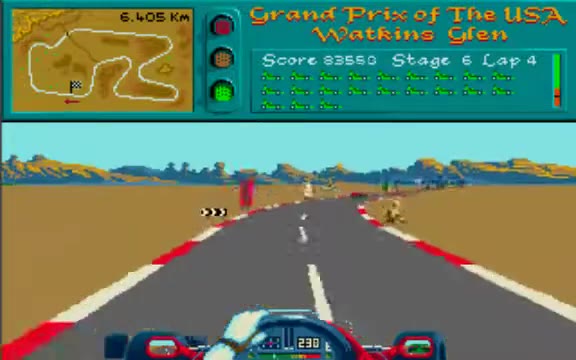 6.405 Km
Grand Prix of The USA
Watkins Glen
Score 83550 Stage 6 Lap 4
230